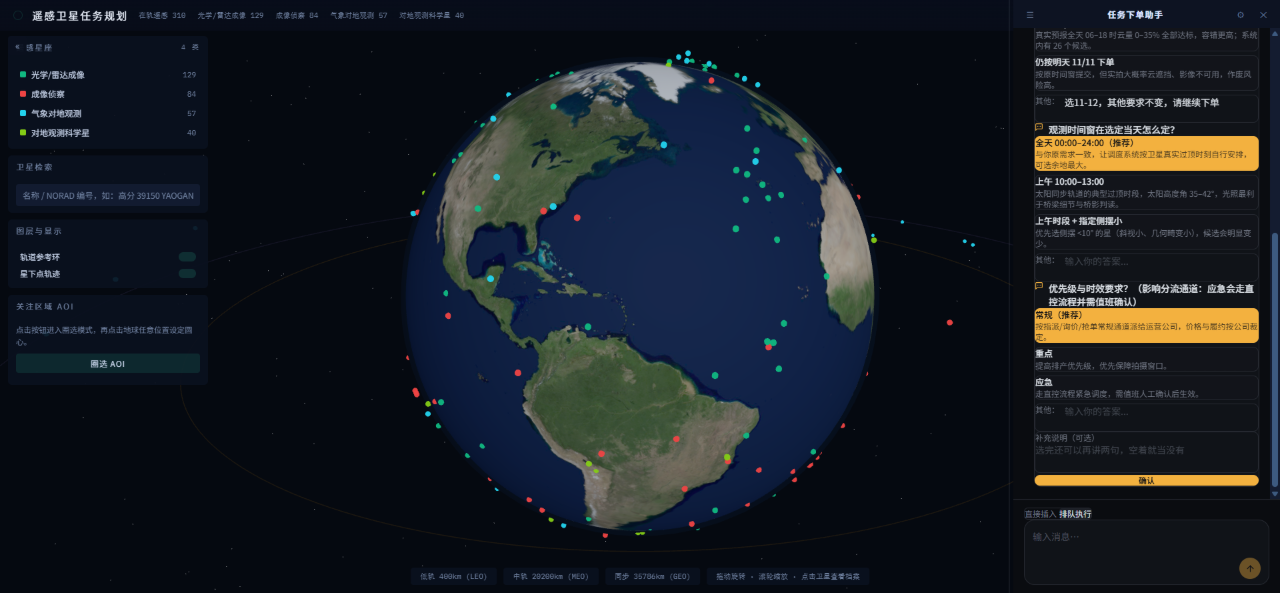 遥感卫星任务规划
在轨遥感 310
光学/雷达成像 129
成像侦察 84
气象对地观测 57
对地观测科学星 40
遥感星座
4 类
光学/雷达成像 129
成像侦察 84
气象对地观测 57
对地观测科学星 40
卫星检索
名称 / NORAD 编号，如：高分 39150 YAOGAN
图层与显示
轨道参考环
星下点轨迹
关注区域 AOI
点击按钮进入圈选模式，再点击地球任意位置设定圆
心。
圈选 AOI
低轨 400km (LEO)
中轨 20200km (MEO)
同步 35786km (GEO)
拖动旋转 · 滚轮缩放 · 点击卫星查看档案
任务下单助手
真实预报全天 06–18 时云量 0–35% 全部达标，容错更高；系统
内有 26 个候选。
仍按明天 11/11 下单
按原时间窗提交，但实拍大概率云遮挡、影像不可用，作废风
险高。
其他： 选11-12，其他要求不变，请继续下单
观测时间窗在选定当天怎么定？
全天 00:00–24:00（推荐）
与你原需求一致，让调度系统按卫星真实过顶时刻自行安排，
可选余地最大。
上午 10:00–13:00
太阳同步轨道的典型过顶时段，太阳高度角 35–42°，光照最利
于桥梁细节与桥影判读。
上午时段 + 指定侧摆小
优先选侧摆 <10° 的星（斜视小、几何畸变小），候选会明显变
少。
其他： 输入你的答案…
优先级与时效要求？（影响分流通道：应急会走直
控流程并需值班确认）
常规（推荐）
按指派/询价/抢单常规通道派给运营公司，价格与履约按公司裁
定。
重点
提高排产优先级，优先保障拍摄窗口。
应急
走直控流程紧急调度，需值班人工确认后生效。
其他： 输入你的答案…
补充说明（可选）
选完还可以再讲两句，空着就当没有
确认
直接插入 排队执行
输入消息…